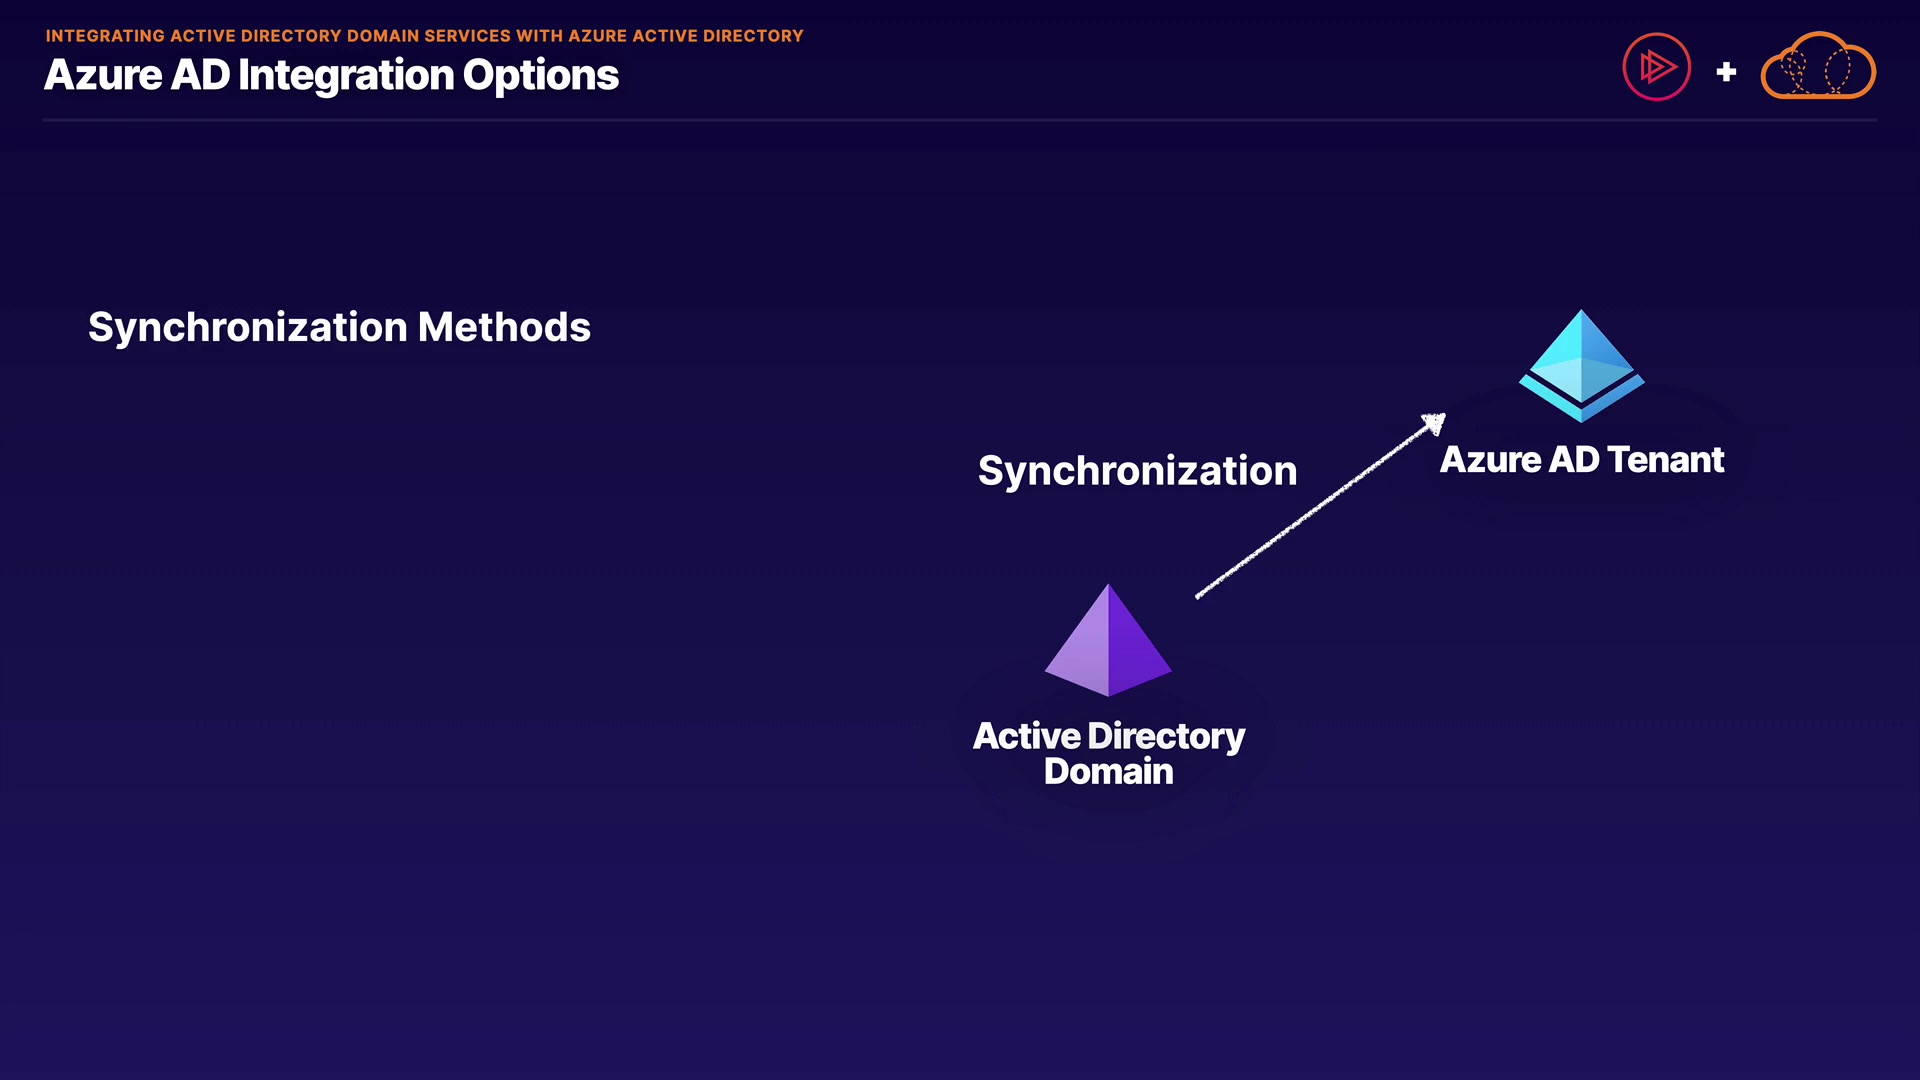 INTEGRATING ACTIVE DIRECTORY DOMAIN SERVICES WITH AZURE ACTIVE DIRECTORY
Azure AD Integration Options
+
Synchronization Methods
Synchronization
Azure AD Tenant
Active Directory
Domain